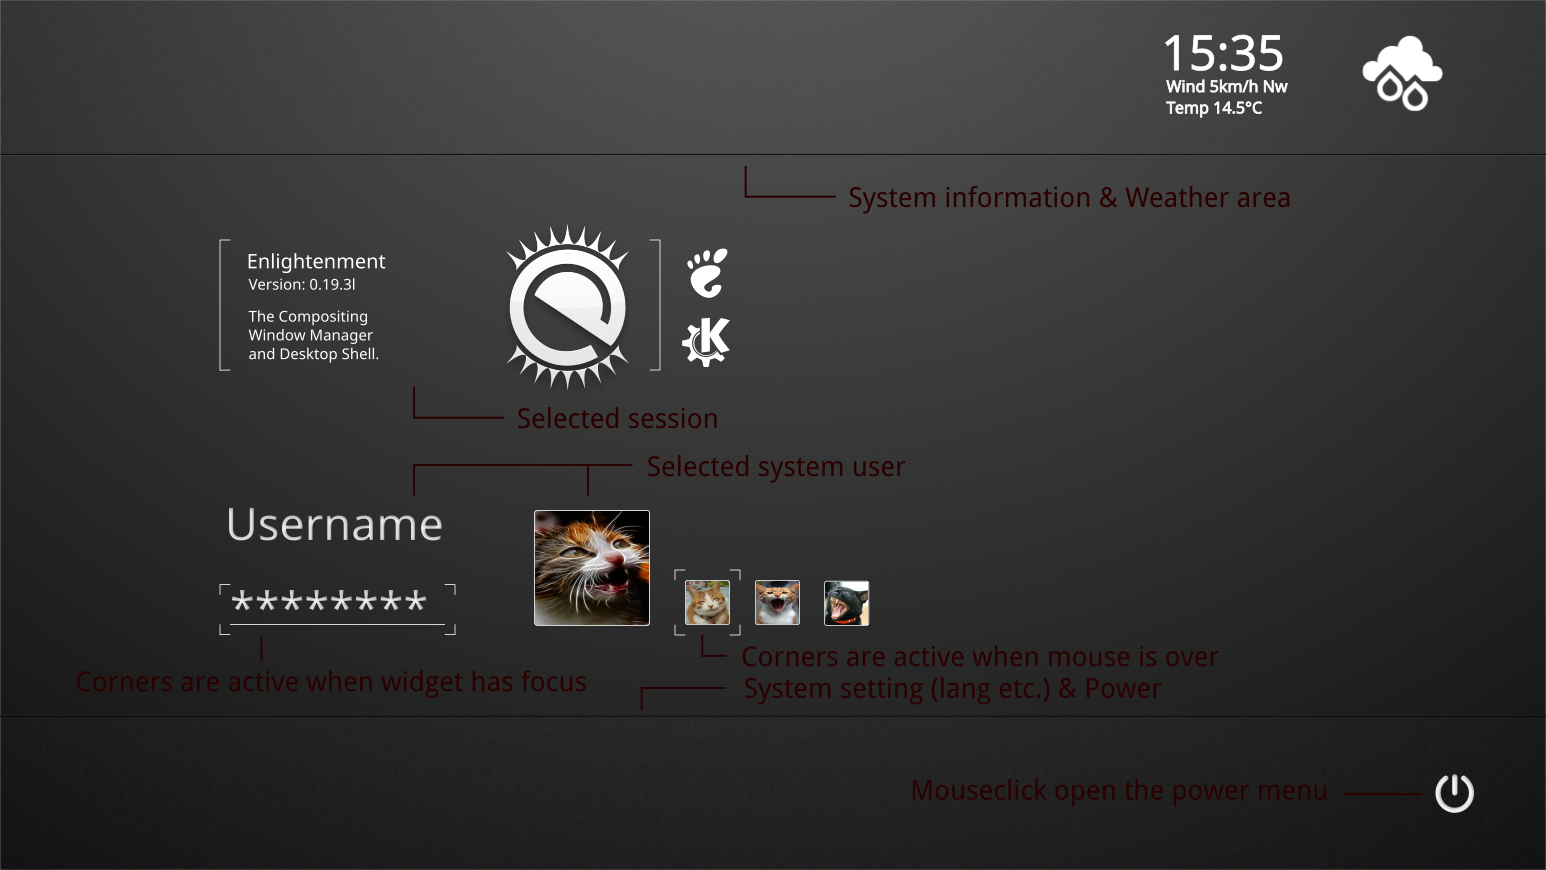 15:35
Wind 5km/h Nw
Temp 14.5°C
System information & Weather area
Enlightenment
Version: 0.19.3l
The Compositing
Window Manager
and Desktop Shell.
Selected session
Selected system user
Username
********
Corners are active when mouse is over
Corners are active when widget has focus
System setting (lang etc.) & Power
Mouseclick open the power menu